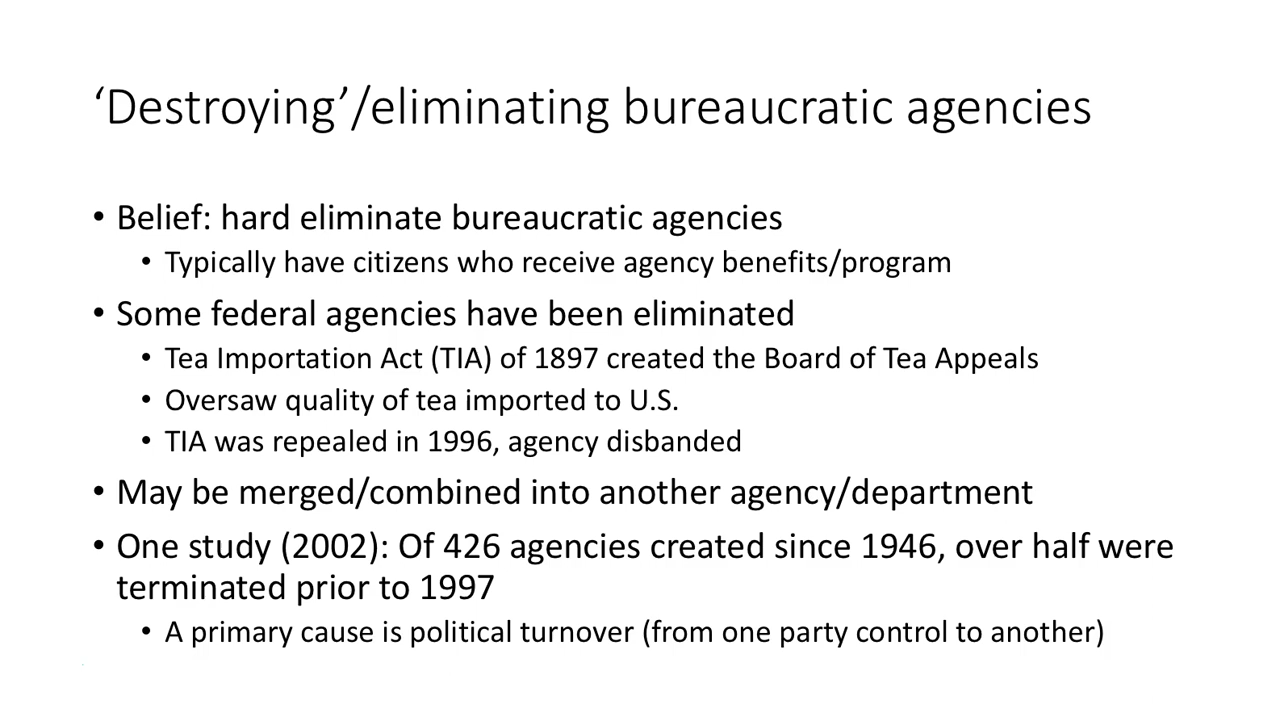 ‘Destroying’/eliminating bureaucratic agencies
• Belief: hard eliminate bureaucratic agencies
• Typically have citizens who receive agency benefits/program
• Some federal agencies have been eliminated
• Tea Importation Act (TIA) of 1897 created the Board of Tea Appeals
• Oversaw quality of tea imported to U.S.
• TIA was repealed in 1996, agency disbanded
• May be merged/combined into another agency/department
• One study (2002): Of 426 agencies created since 1946, over half were
terminated prior to 1997
• A primary cause is political turnover (from one party control to another)